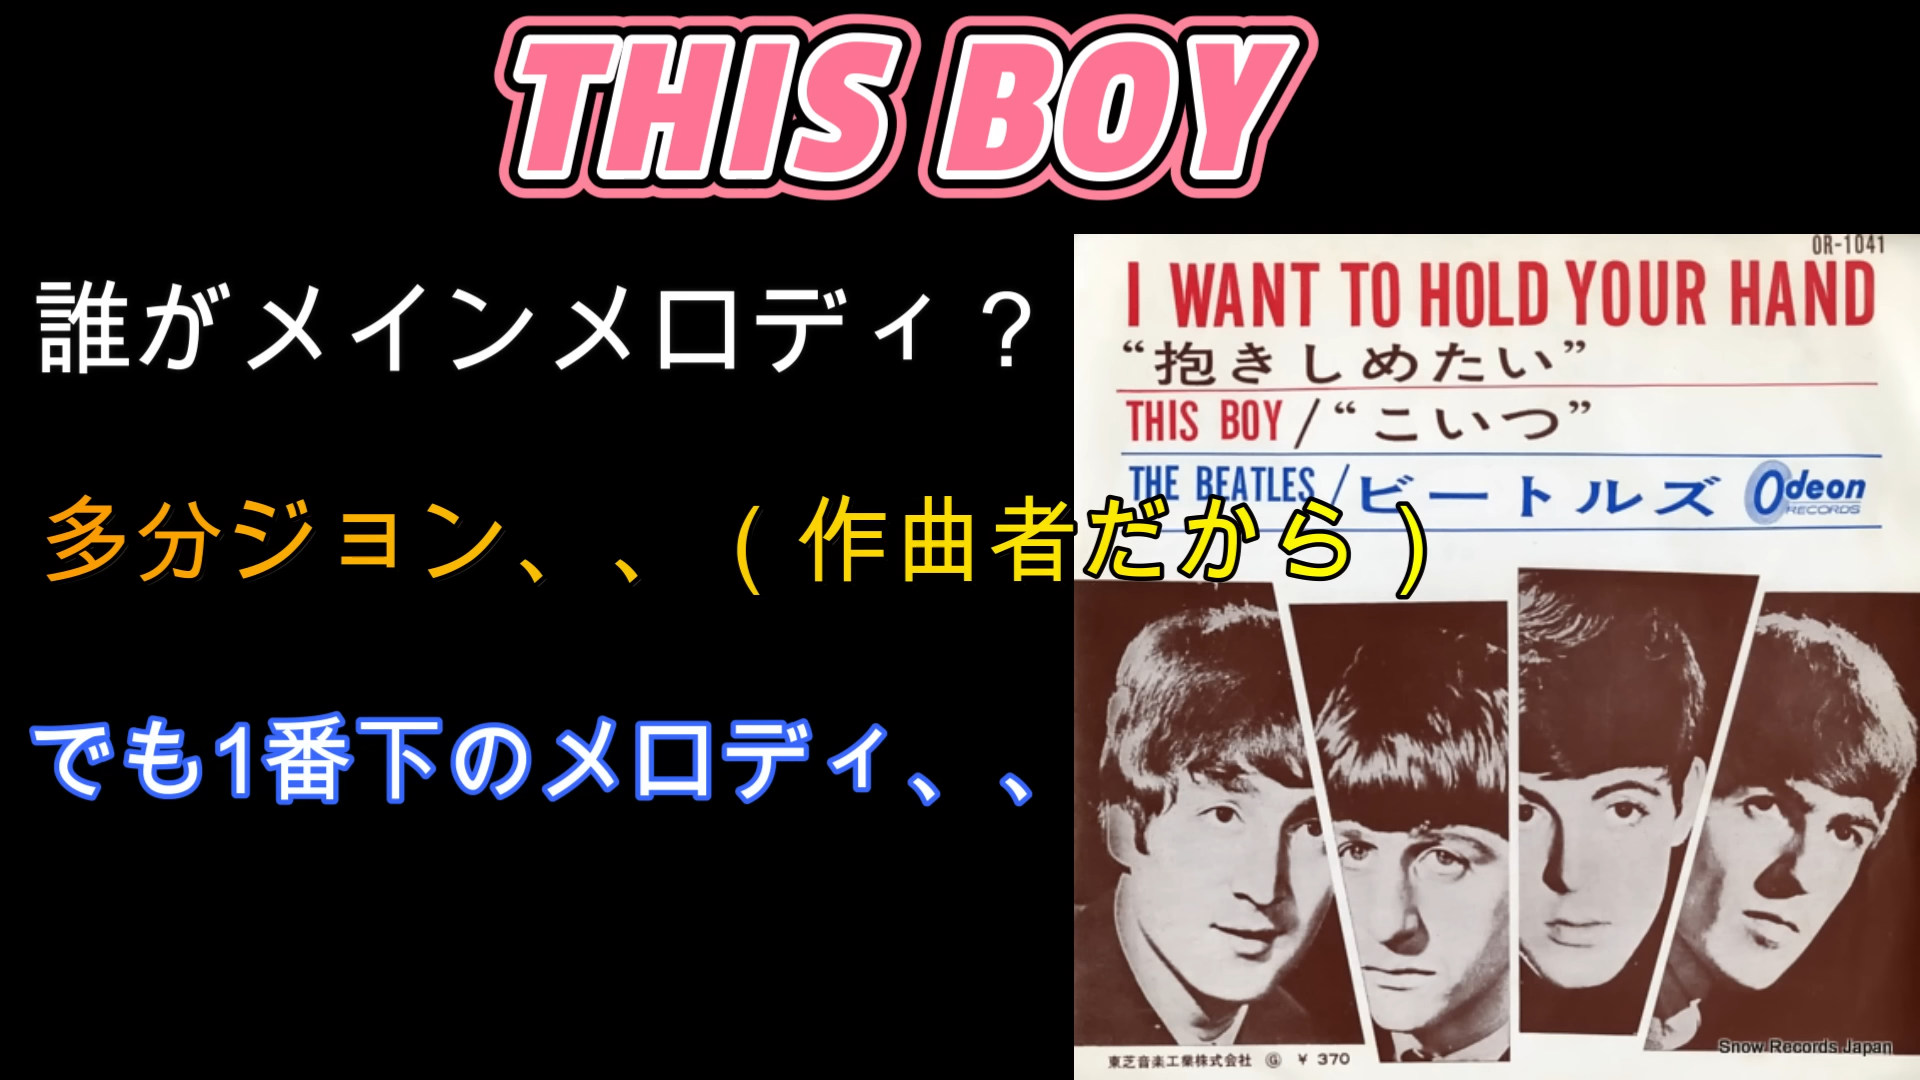 THIS BOY
誰がメインメロディ？
多分ジョン、、（作曲者だから）
でも1番下のメロディ、、
OR-1041
I WANT TO HOLD YOUR HAND
“抱きしめたい”
THIS BOY/“こいつ”
THE BEATLES/ビートルズ Odeon RECORDS
東芝音楽工業株式会社 Ⓖ ¥ 370
Snow Records Japan